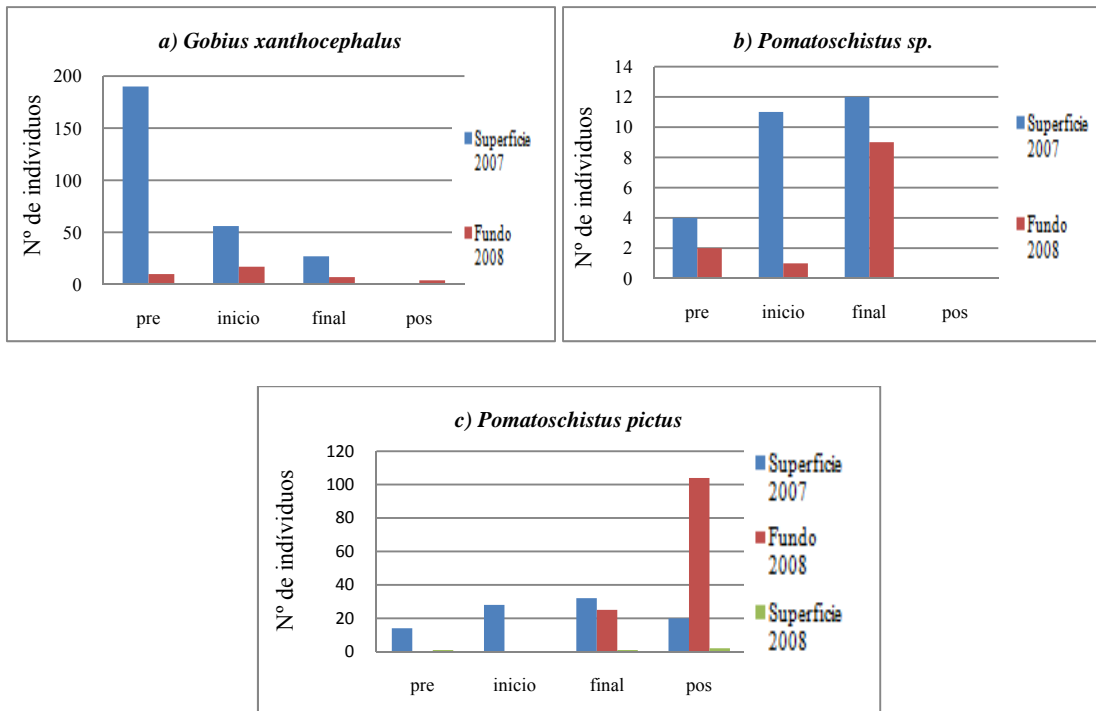 a) Gobius xanthocephalus
Nº de indíviduos
200
150
100
50
0
pre inicio final pos
Superficie
2007
Fundo
2008
b) Pomatoschistus sp.
Nº de indíviduos
14
12
10
8
6
4
2
0
pre inicio final pos
Superficie
2007
Fundo
2008
c) Pomatoschistus pictus
Nº de indíviduos
120
100
80
60
40
20
0
pre inicio final pos
Superficie
2007
Fundo
2008
Superficie
2008